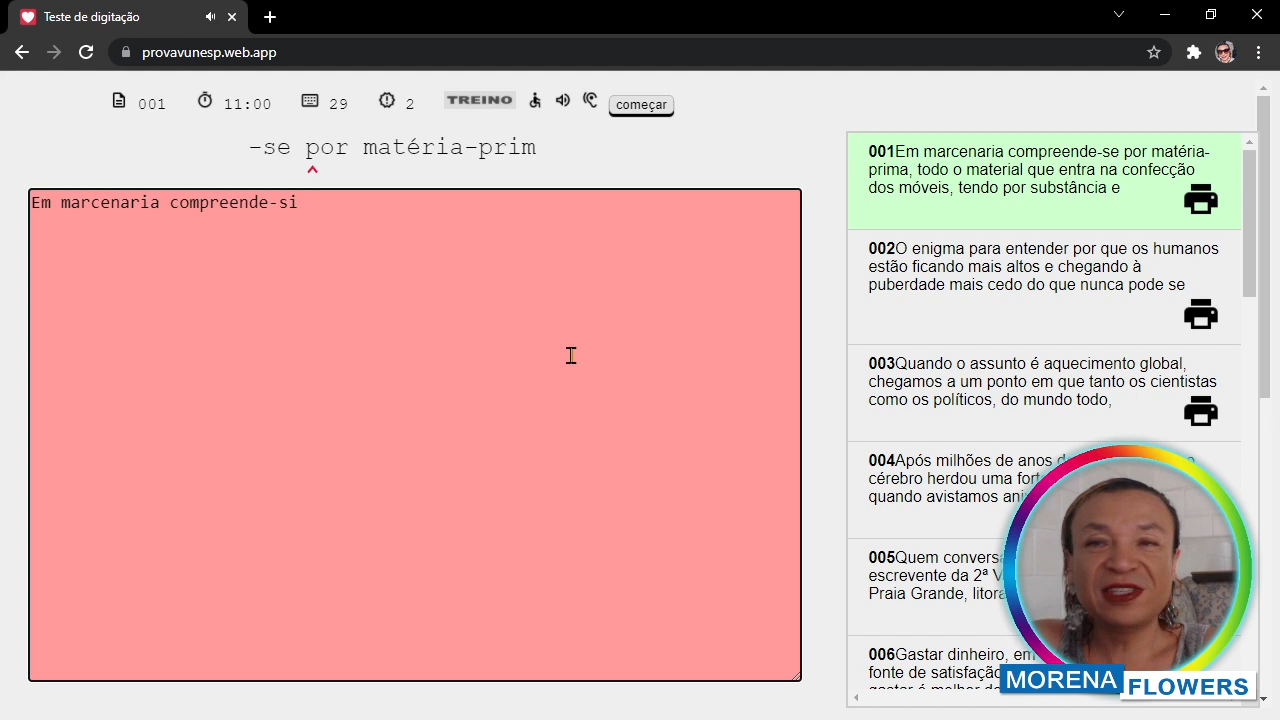 Teste de digitação
provavunesp.web.app
001 11:00 29 2 TREINO começar
-se por matéria-prim
^
Em marcenaria compreende-si
001Em marcenaria compreende-se por matéria-
prima, todo o material que entra na confecção
dos móveis, tendo por substância e
002O enigma para entender por que os humanos
estão ficando mais altos e chegando à
puberdade mais cedo do que nunca pode se
003Quando o assunto é aquecimento global,
chegamos a um ponto em que tanto os cientistas
como os políticos, do mundo todo,
004Após milhões de anos
cérebro herdou uma
quando avistamos
005Quem
escrevente da 2ª
Praia Grande,
006Gastar dinheiro,
fonte de satisfação
gastar é melhor
MORENA
FLOWERS